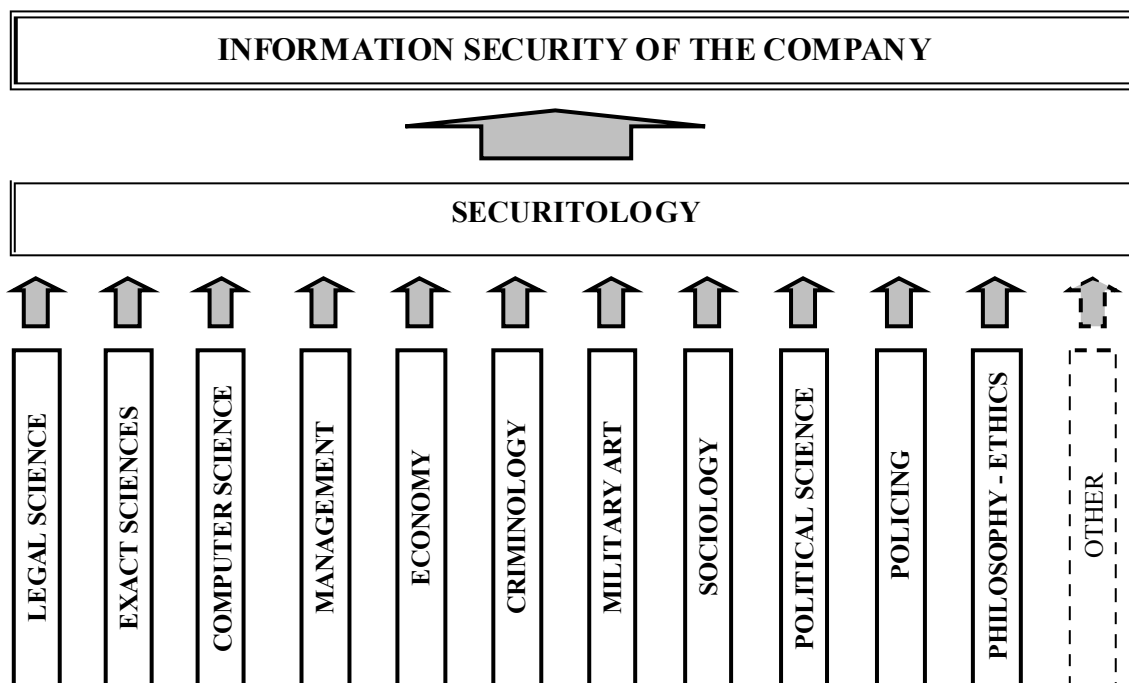 INFORMATION SECURITY OF THE COMPANY
SECURITOLOGY
LEGAL SCIENCE
EXACT SCIENCES
COMPUTER SCIENCE
MANAGEMENT
ECONOMY
CRIMINOLOGY
MILITARY ART
SOCIOLOGY
POLITICAL SCIENCE
POLICING
PHILOSOPHY - ETHICS
OTHER